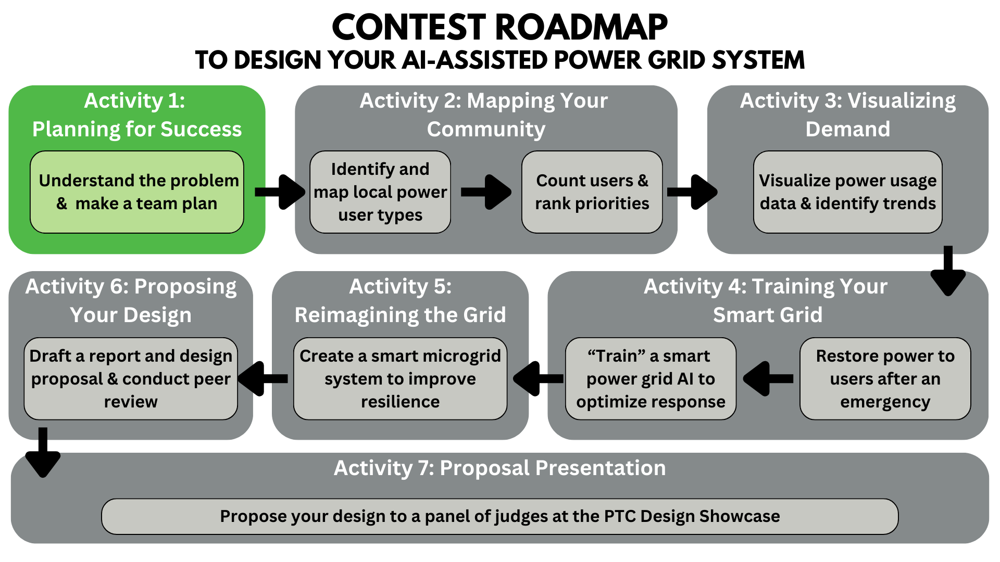 CONTEST ROADMAP
TO DESIGN YOUR AI-ASSISTED POWER GRID SYSTEM
Activity 1:
Planning for Success
Understand the problem
& make a team plan
Activity 2: Mapping Your
Community
Identify and
map local power
user types
Count users &
rank priorities
Activity 3: Visualizing
Demand
Visualize power usage
data & identify trends
Activity 4: Training Your
Smart Grid
Restore power to
users after an
emergency
“Train” a smart
power grid AI to
optimize response
Activity 5:
Reimagining the Grid
Create a smart microgrid
system to improve
resilience
Activity 6: Proposing
Your Design
Draft a report and design
proposal & conduct peer
review
Activity 7: Proposal Presentation
Propose your design to a panel of judges at the PTC Design Showcase